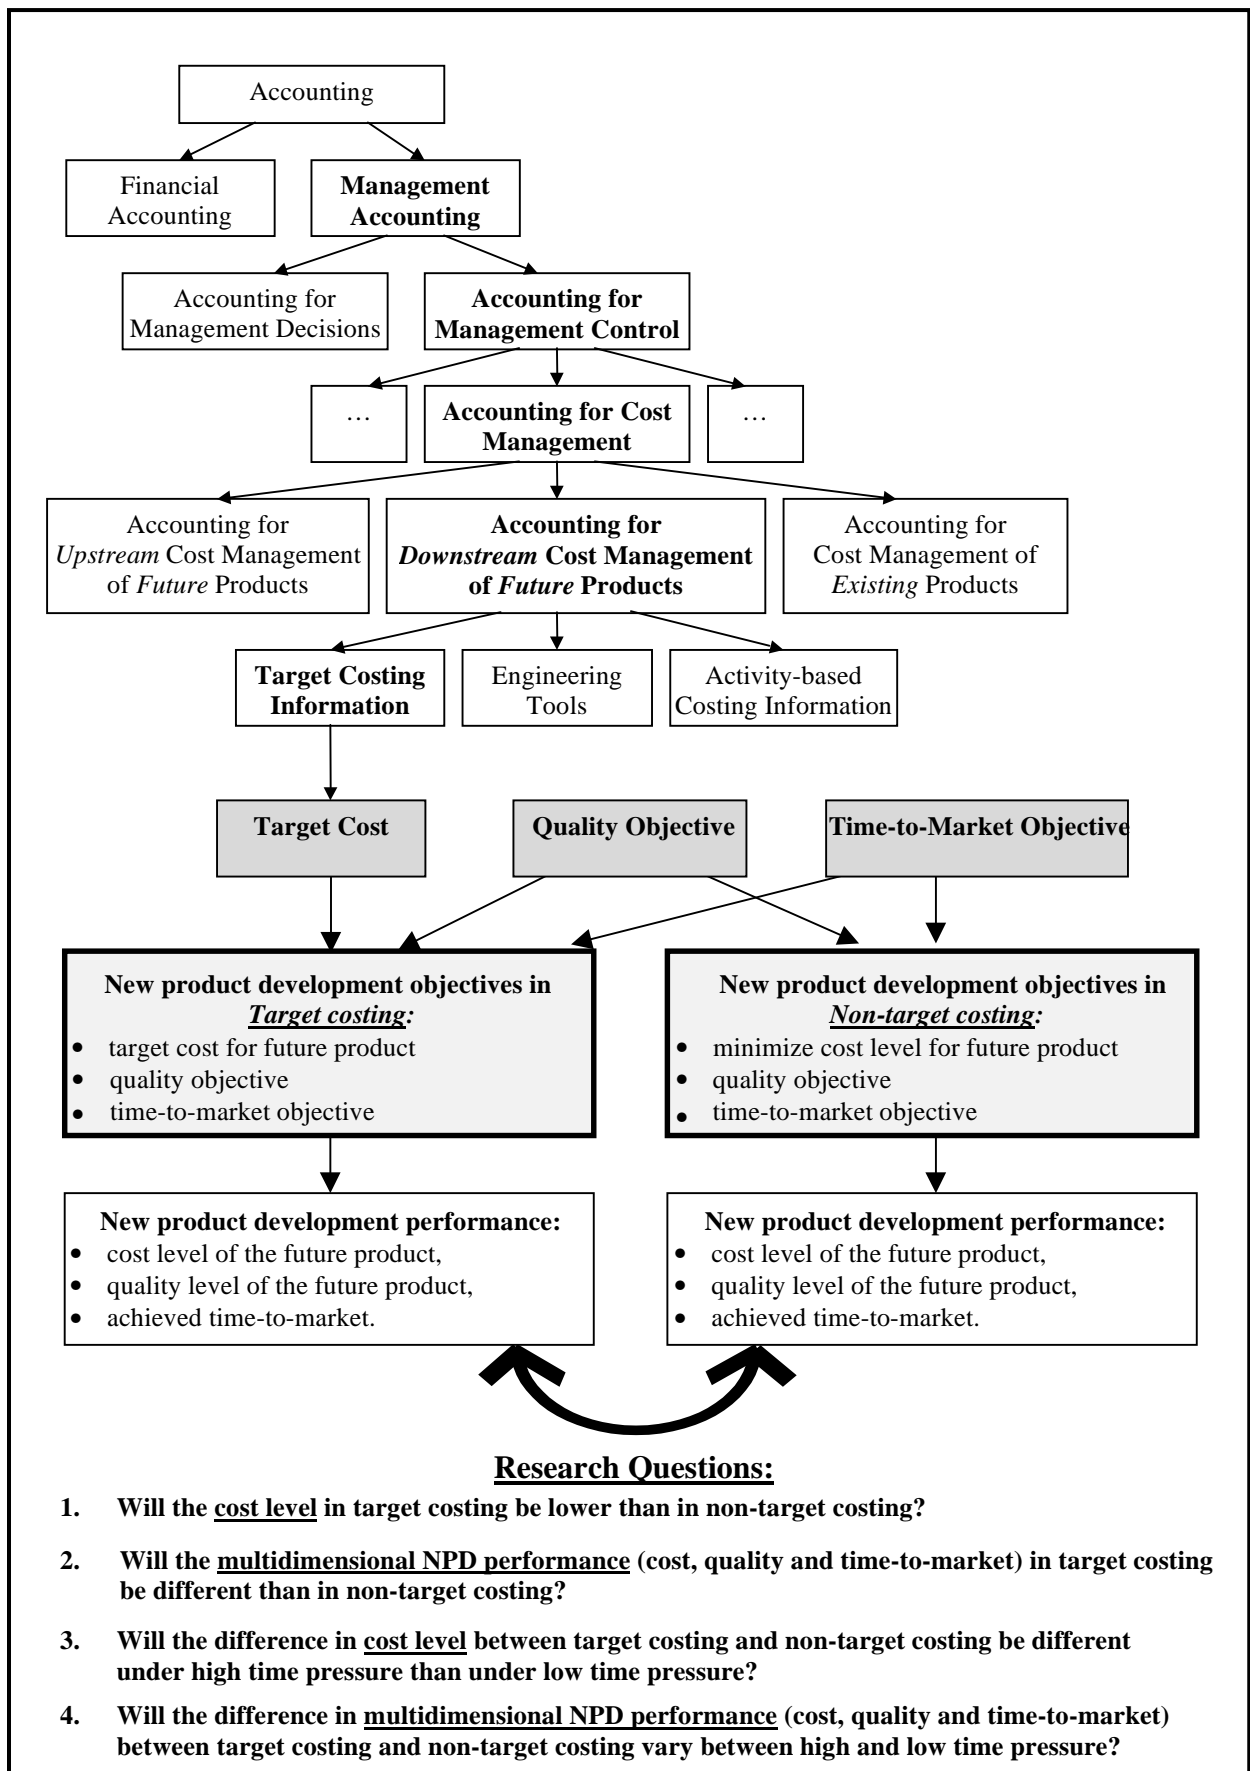 Accounting
Financial
Accounting
Management
Accounting
Accounting for
Management Decisions
Accounting for
Management Control
…
Accounting for Cost
Management
…
Accounting for
Upstream Cost Management
of Future Products
Accounting for
Downstream Cost Management
of Future Products
Accounting for
Cost Management of
Existing Products
Target Costing
Information
Engineering
Tools
Activity-based
Costing Information
Target Cost
Quality Objective
Time-to-Market Objective
New product development objectives in
Target costing:
• target cost for future product
• quality objective
• time-to-market objective
New product development objectives in
Non-target costing:
• minimize cost level for future product
• quality objective
• time-to-market objective
New product development performance:
• cost level of the future product,
• quality level of the future product,
• achieved time-to-market.
New product development performance:
• cost level of the future product,
• quality level of the future product,
• achieved time-to-market.
Research Questions:
1. Will the cost level in target costing be lower than in non-target costing?
2. Will the multidimensional NPD performance (cost, quality and time-to-market) in target costing
be different than in non-target costing?
3. Will the difference in cost level between target costing and non-target costing be different
under high time pressure than under low time pressure?
4. Will the difference in multidimensional NPD performance (cost, quality and time-to-market)
between target costing and non-target costing vary between high and low time pressure?